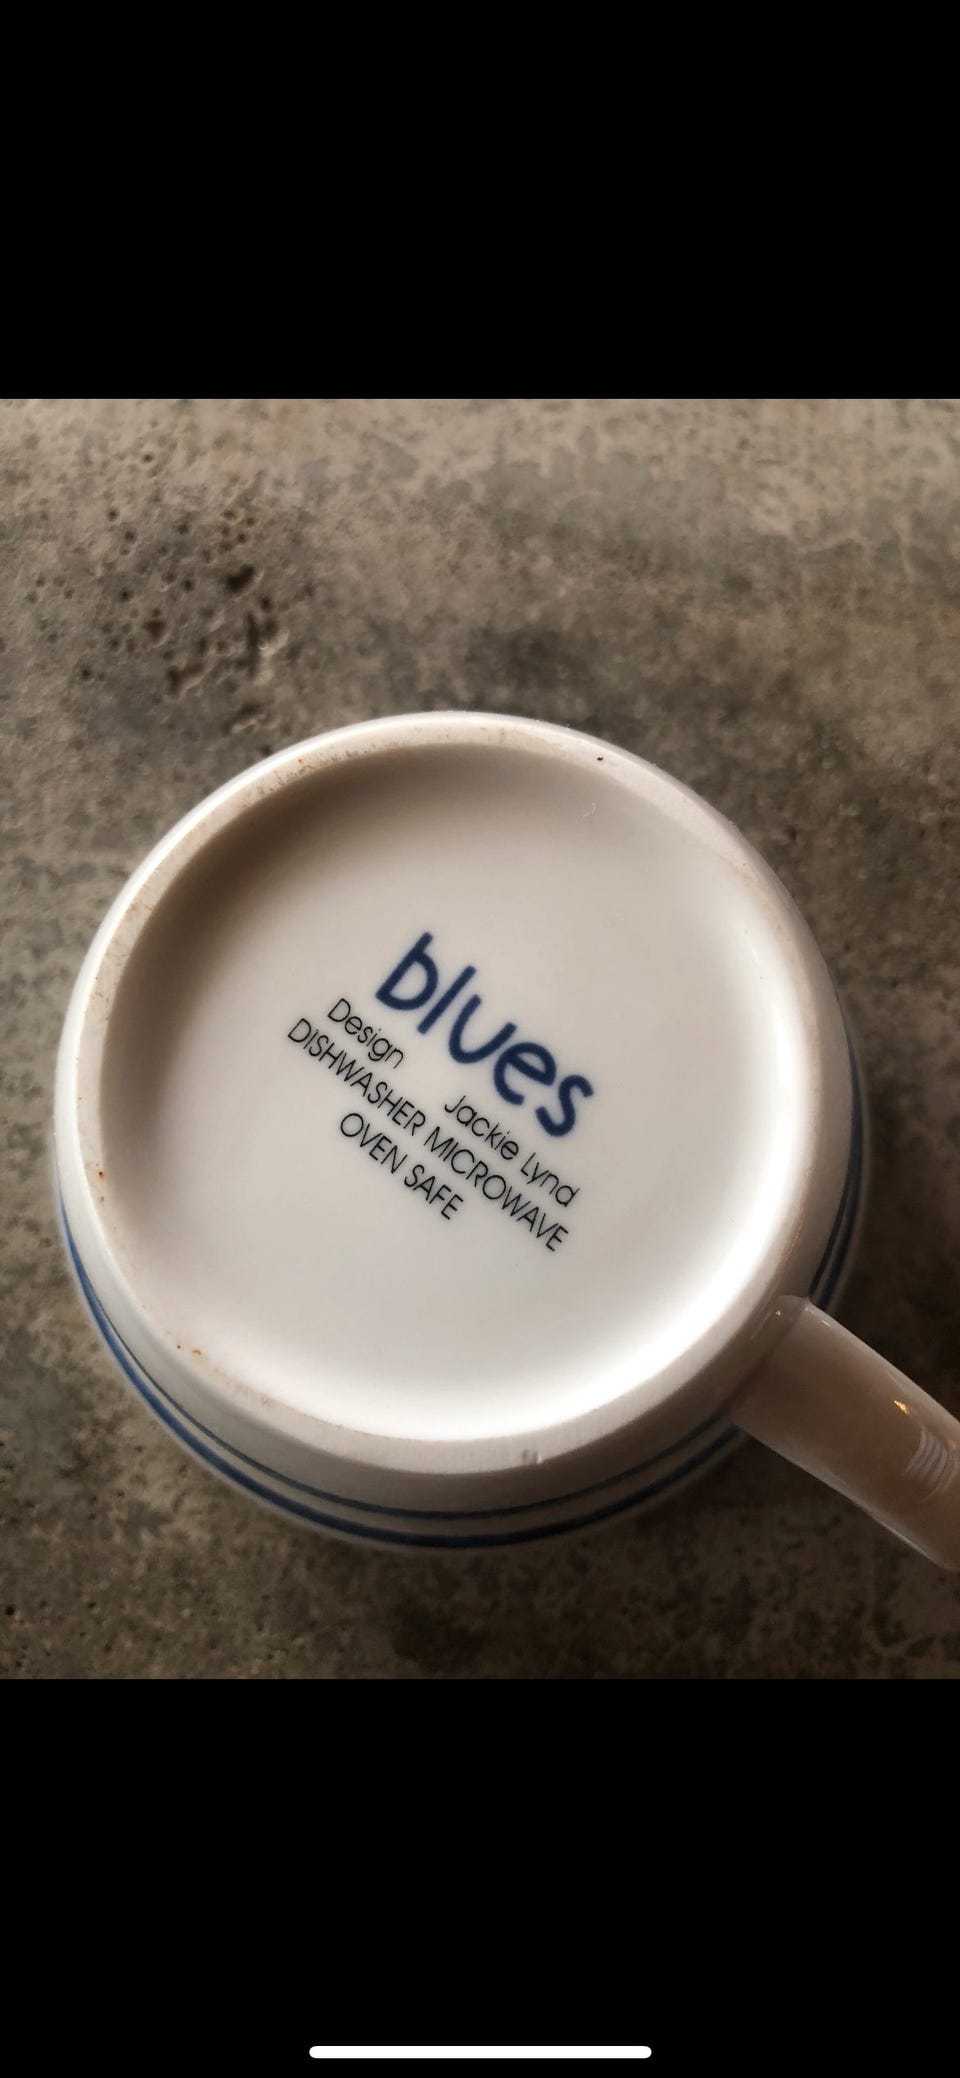 blues
Design Jackie Lynd
DISHWASHER MICROWAVE
OVEN SAFE